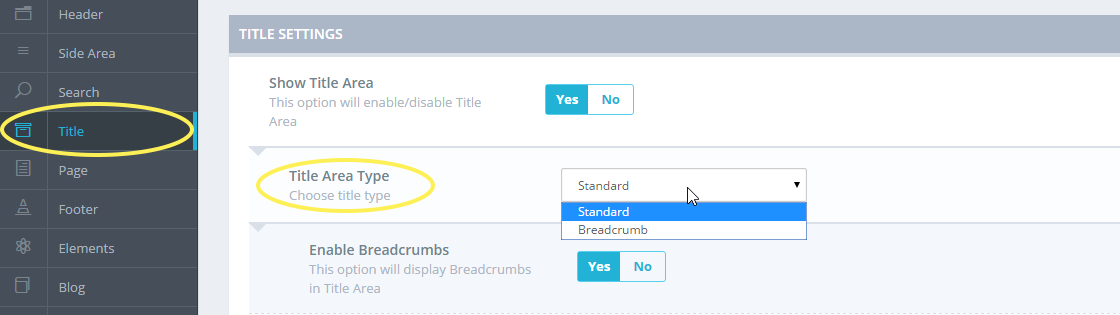 Header
Side Area
Search
Title
Page
Footer
Elements
Blog
TITLE SETTINGS
Show Title Area
This option will enable/disable Title
Area
Yes No
Title Area Type
Choose title type
Standard
Standard
Breadcrumb
Enable Breadcrumbs
This option will display Breadcrumbs
in Title Area
Yes No